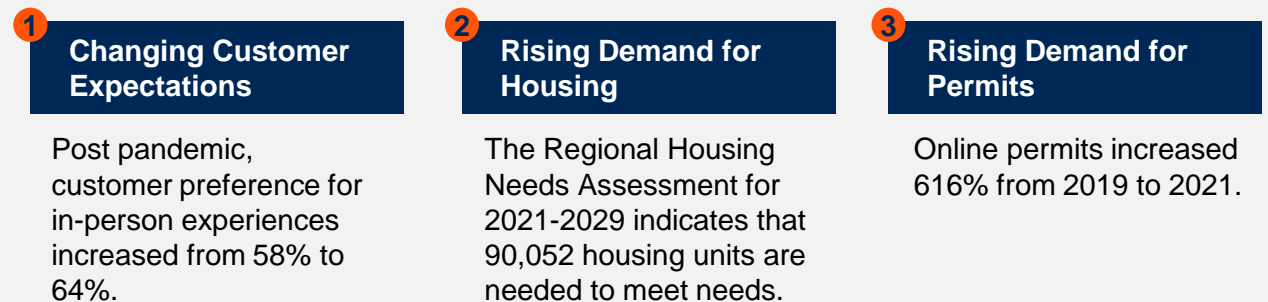 1
Changing Customer
Expectations
Post pandemic,
customer preference for
in-person experiences
increased from 58% to
64%.
2
Rising Demand for
Housing
The Regional Housing
Needs Assessment for
2021-2029 indicates that
90,052 housing units are
needed to meet needs.
3
Rising Demand for
Permits
Online permits increased
616% from 2019 to 2021.